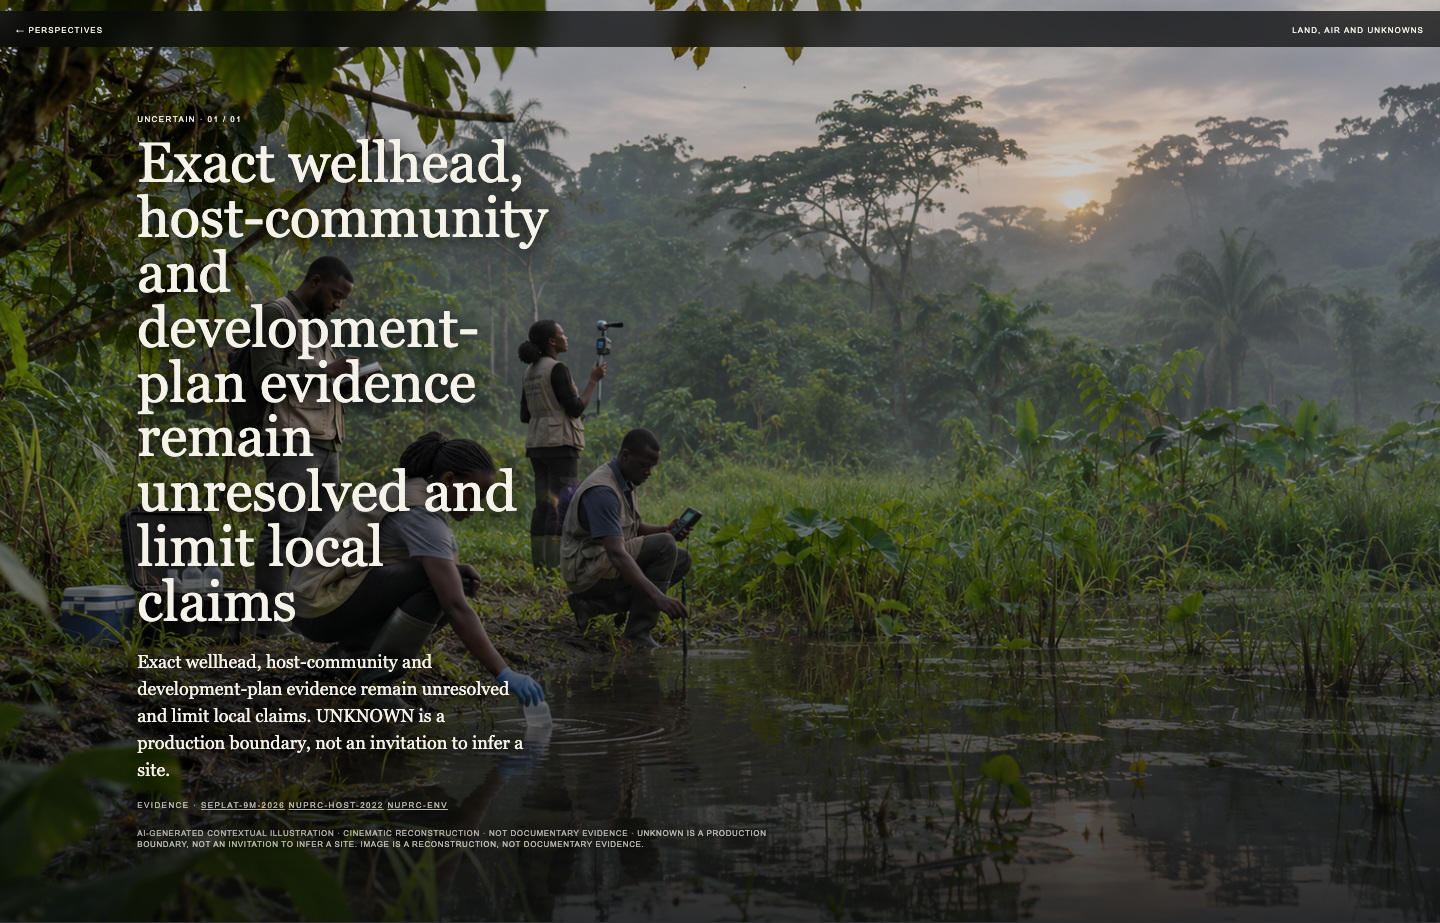 ← PERSPECTIVES
LAND, AIR AND UNKNOWNS
UNCERTAIN · 01 / 01
Exact wellhead,
host-community
and
development-
plan evidence
remain
unresolved and
limit local
claims
Exact wellhead, host-community and
development-plan evidence remain unresolved
and limit local claims. UNKNOWN is a
production boundary, not an invitation to infer a
site.
EVIDENCE · SEPLAT-9M-2026 NUPRC-HOST-2022 NUPRC-ENV
AI-GENERATED CONTEXTUAL ILLUSTRATION · CINEMATIC RECONSTRUCTION · NOT DOCUMENTARY EVIDENCE · UNKNOWN IS A PRODUCTION
BOUNDARY, NOT AN INVITATION TO INFER A SITE. IMAGE IS A RECONSTRUCTION, NOT DOCUMENTARY EVIDENCE.